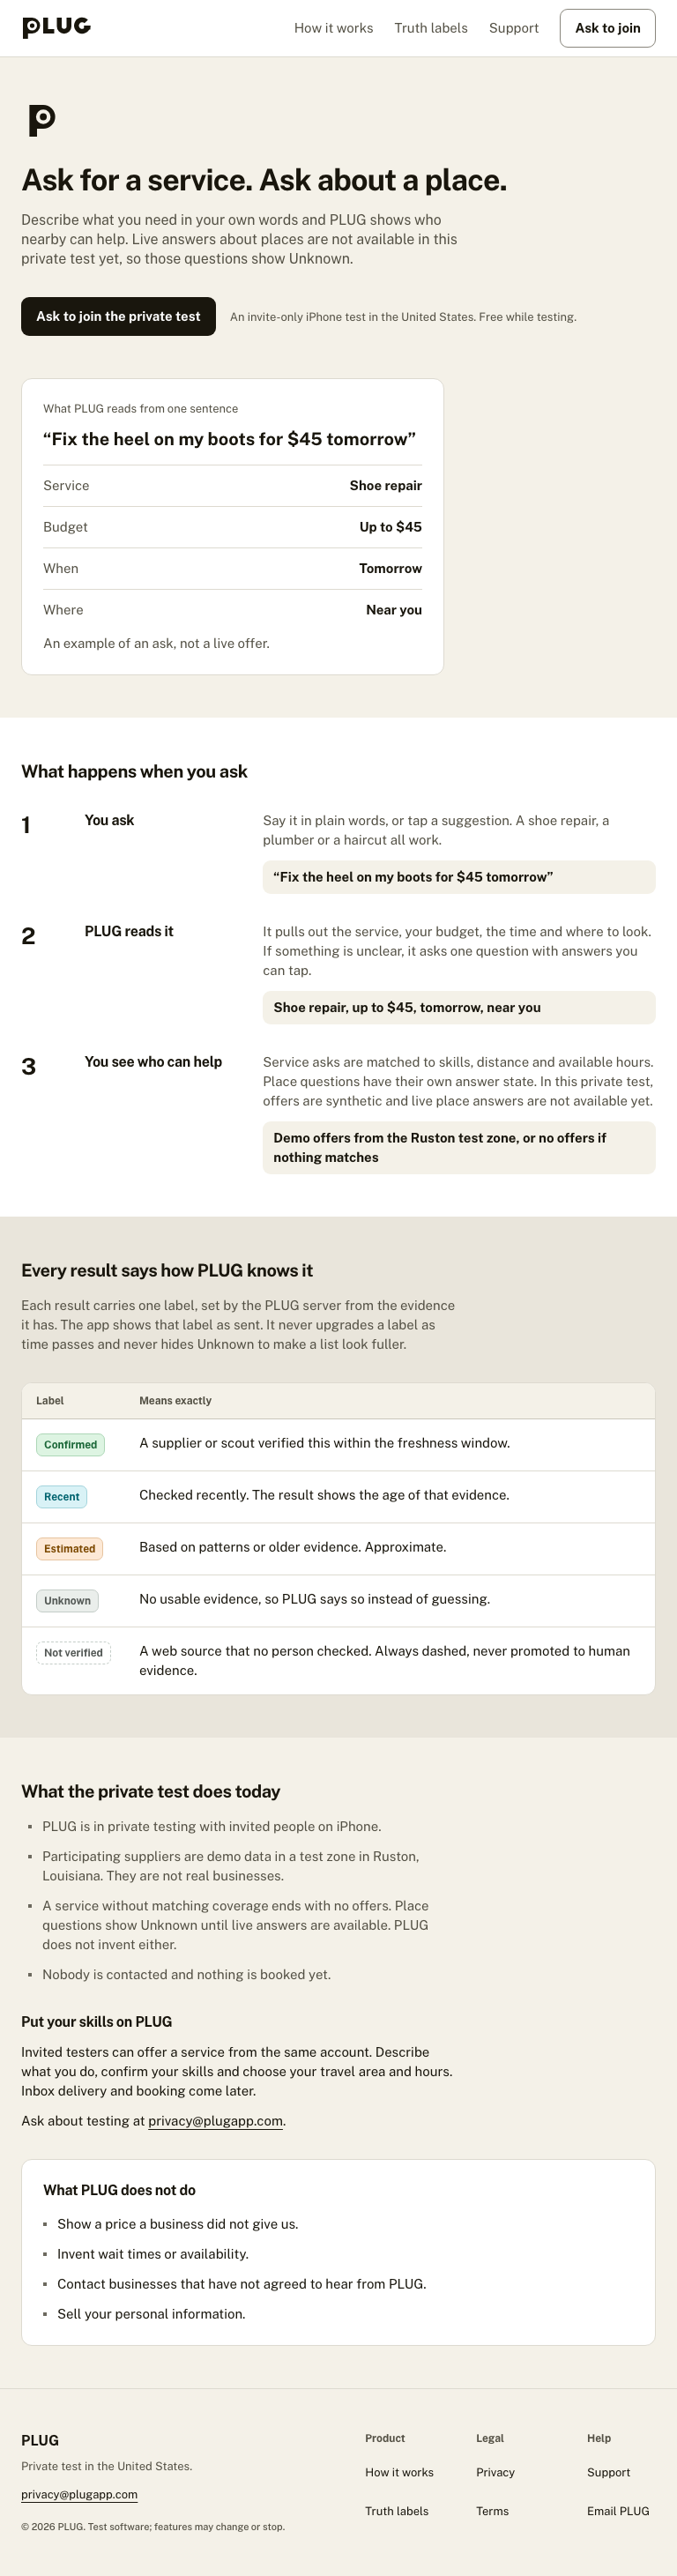 PLUG
How it works
Truth labels
Support
Ask to join
P
Ask for a service. Ask about a place.
Describe what you need in your own words and PLUG shows who
nearby can help. Live answers about places are not available in this
private test yet, so those questions show Unknown.
Ask to join the private test
An invite-only iPhone test in the United States. Free while testing.
What PLUG reads from one sentence
“Fix the heel on my boots for $45 tomorrow”
Service
Shoe repair
Budget
Up to $45
When
Tomorrow
Where
Near you
An example of an ask, not a live offer.
What happens when you ask
1
You ask
Say it in plain words, or tap a suggestion. A shoe repair, a
plumber or a haircut all work.
“Fix the heel on my boots for $45 tomorrow”
2
PLUG reads it
It pulls out the service, your budget, the time and where to look.
If something is unclear, it asks one question with answers you
can tap.
Shoe repair, up to $45, tomorrow, near you
3
You see who can help
Service asks are matched to skills, distance and available hours.
Place questions have their own answer state. In this private test,
offers are synthetic and live place answers are not available yet.
Demo offers from the Ruston test zone, or no offers if
nothing matches
Every result says how PLUG knows it
Each result carries one label, set by the PLUG server from the evidence
it has. The app shows that label as sent. It never upgrades a label as
time passes and never hides Unknown to make a list look fuller.
Label
Means exactly
Confirmed
A supplier or scout verified this within the freshness window.
Recent
Checked recently. The result shows the age of that evidence.
Estimated
Based on patterns or older evidence. Approximate.
Unknown
No usable evidence, so PLUG says so instead of guessing.
Not verified
A web source that no person checked. Always dashed, never promoted to human
evidence.
What the private test does today
PLUG is in private testing with invited people on iPhone.
Participating suppliers are demo data in a test zone in Ruston,
Louisiana. They are not real businesses.
A service without matching coverage ends with no offers. Place
questions show Unknown until live answers are available. PLUG
does not invent either.
Nobody is contacted and nothing is booked yet.
Put your skills on PLUG
Invited testers can offer a service from the same account. Describe
what you do, confirm your skills and choose your travel area and hours.
Inbox delivery and booking come later.
Ask about testing at privacy@plugapp.com.
What PLUG does not do
Show a price a business did not give us.
Invent wait times or availability.
Contact businesses that have not agreed to hear from PLUG.
Sell your personal information.
PLUG
Private test in the United States.
privacy@plugapp.com
© 2026 PLUG. Test software; features may change or stop.
Product
How it works
Truth labels
Legal
Privacy
Terms
Help
Support
Email PLUG